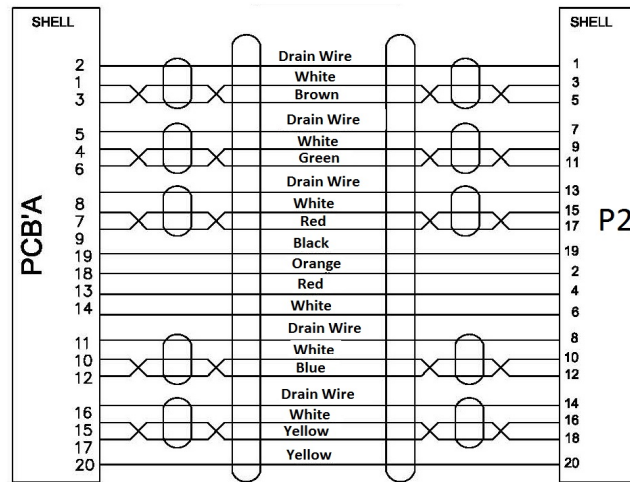 SHELL SHELL
2 Drain Wire 1
1 White 3
3 Brown 5
5 Drain Wire 7
4 White 9
6 Green 11
Drain Wire 13
8 White 15
7 Red 17
9
Black 19
19
Orange 2
18
Red 4
13
White 6
14
11 Drain Wire 8
10 White 10
12 Blue 12
Drain Wire 14
16 White 16
15 Yellow 18
17
20 Yellow 20
PCB'A
P2